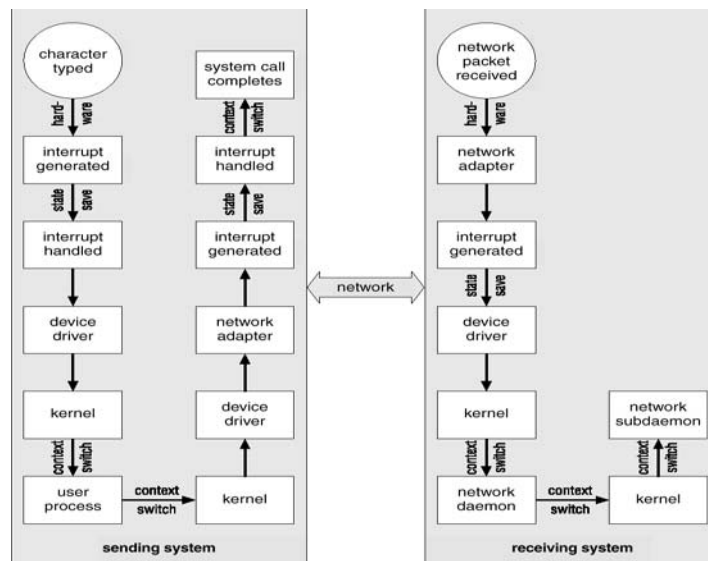 character
typed
hard-
ware
interrupt
generated
state
save
interrupt
handled
device
driver
kernel
context
switch
user
process
context
switch
kernel
device
driver
network
adapter
interrupt
generated
state
save
interrupt
handled
context
switch
system call
completes
sending system
network
network
packet
received
hard-
ware
network
adapter
interrupt
generated
state
save
device
driver
kernel
context
switch
network
daemon
context
switch
kernel
context
switch
network
subdaemon
receiving system